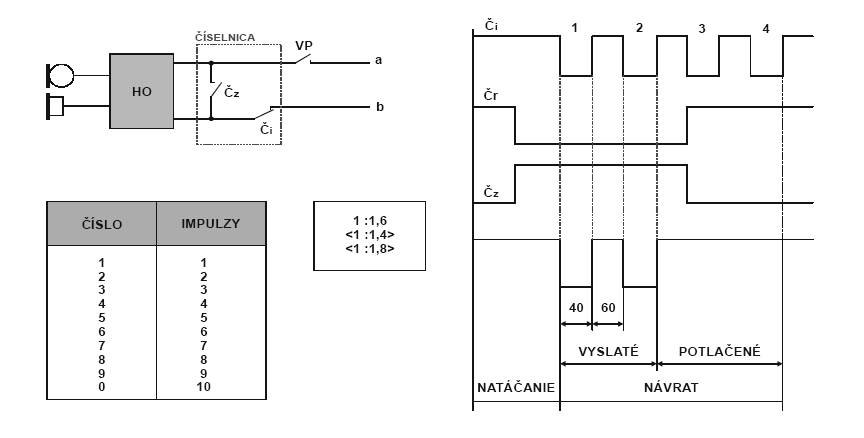 ČÍSELNICA
VP
a
HO
Čz
b
Či
ČÍSLO IMPULZY
1 1
2 2
3 3
4 4
5 5
6 6
7 7
8 8
9 9
0 10
1 :1,6
<1 :1,4>
<1 :1,8>
Či 1 2 3 4
Čr
Čz
40 60
VYSLATÉ POTLAČENÉ
NATÁČANIE NÁVRAT